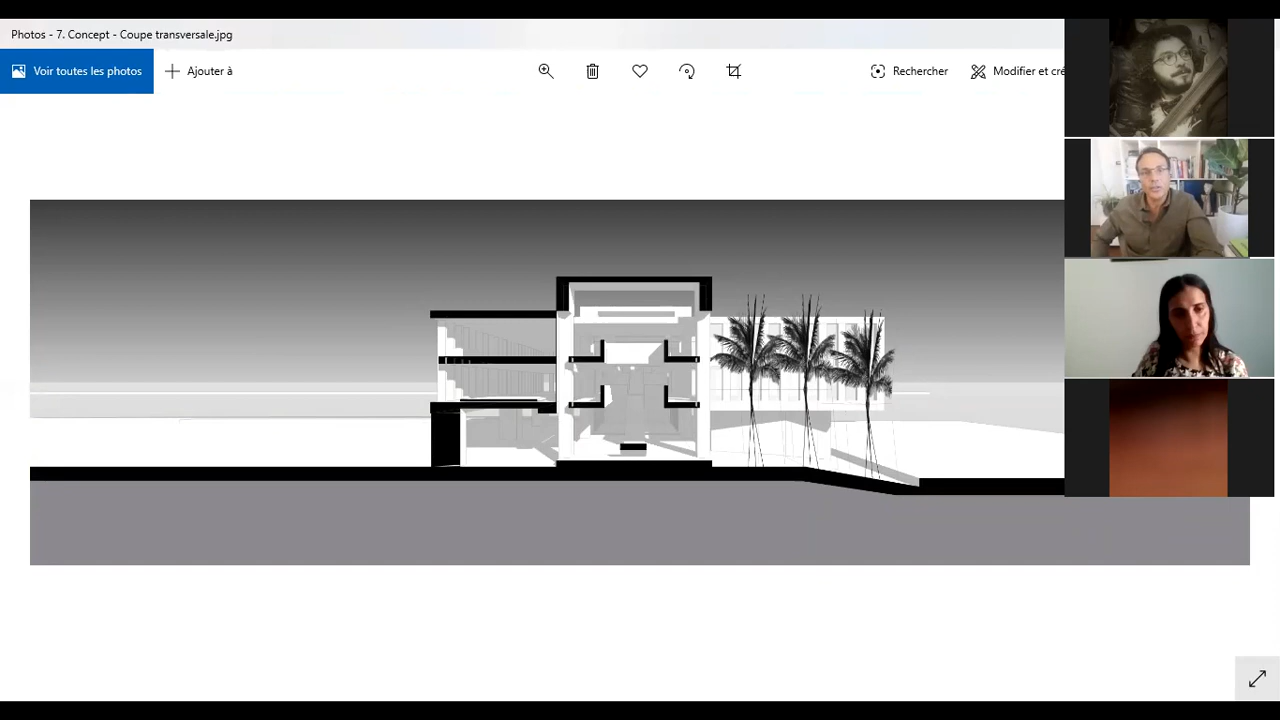 Photos - 7. Concept - Coupe transversale.jpg
Voir toutes les photos
Ajouter à
Rechercher
Modifier et cré